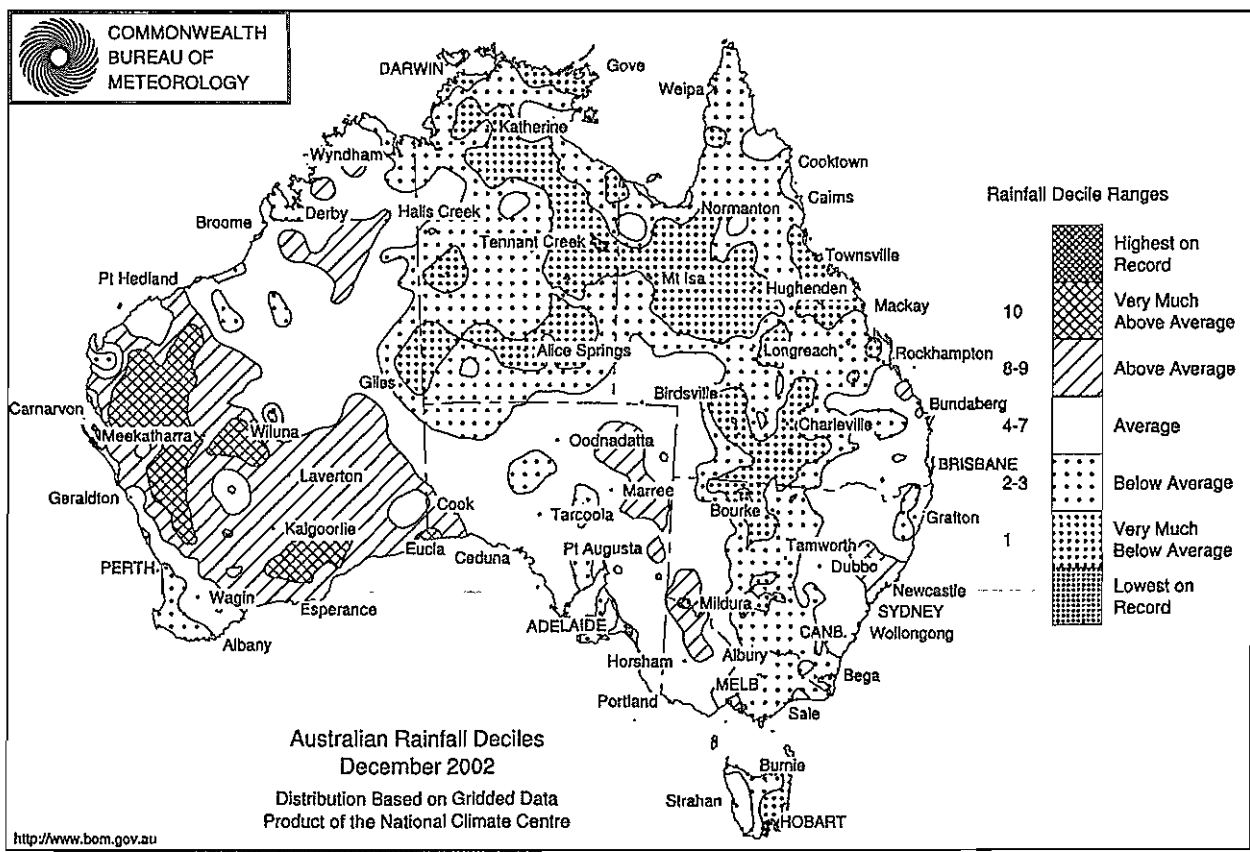 COMMONWEALTH
BUREAU OF
METEOROLOGY
DARWIN
Gove
Weipa
Katherine
Wyndham
Cooktown
Cairns
Broome
Derby
Halls Creek
Normanton
Tennant Creek
Townsville
Pt Hedland
Mt Isa
Hughenden
Mackay
Alice Springs
Longreach
Rockhampton
Giles
Birdsville
Bundaberg
Carnarvon
Meekatharra
Wiluna
Oodnadatta
Charleville
BRISBANE
Laverton
Marree
Geraldton
Cook
Tarcoola
Bourke
Grafton
Kalgoorlie
Eucla
Ceduna
Pt Augusta
Tamworth
Dubbo
PERTH
Wagin
Esperance
Mildura
Newcastle
SYDNEY
Albany
ADELAIDE
CANB.
Wollongong
Horsham
Albury
Bega
Portland
MELB
Sale
Burnie
Strahan
HOBART
Rainfall Decile Ranges
Highest on
Record
10 Very Much
Above Average
8-9 Above Average
4-7 Average
2-3 Below Average
1 Very Much
Below Average
Lowest on
Record
Australian Rainfall Deciles
December 2002
Distribution Based on Gridded Data
Product of the National Climate Centre
http://www.bom.gov.au